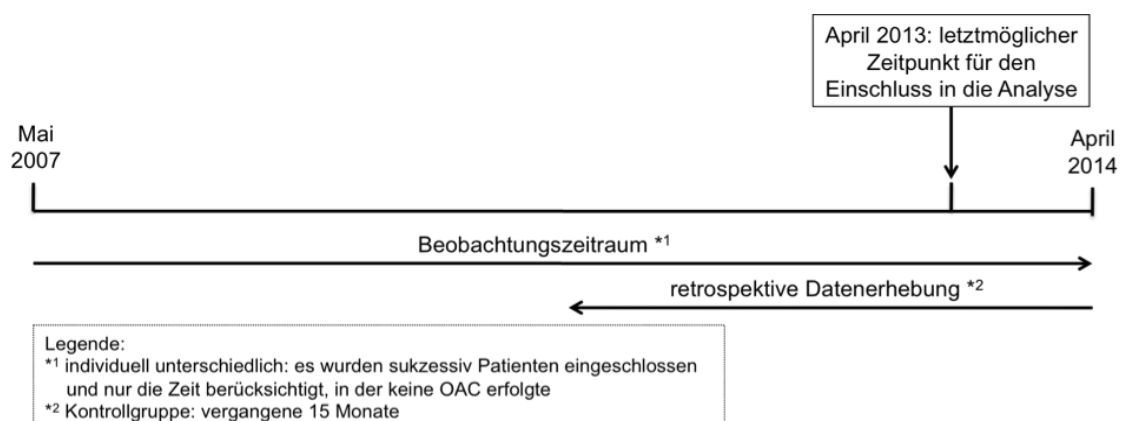 April 2013: letztmöglicher
Zeitpunkt für den
Einschluss in die Analyse
Mai
2007
April
2014
Beobachtungszeitraum *1
retrospektive Datenerhebung *2
Legende:
*1 individuell unterschiedlich: es wurden sukzessiv Patienten eingeschlossen
und nur die Zeit berücksichtigt, in der keine OAC erfolgte
*2 Kontrollgruppe: vergangene 15 Monate